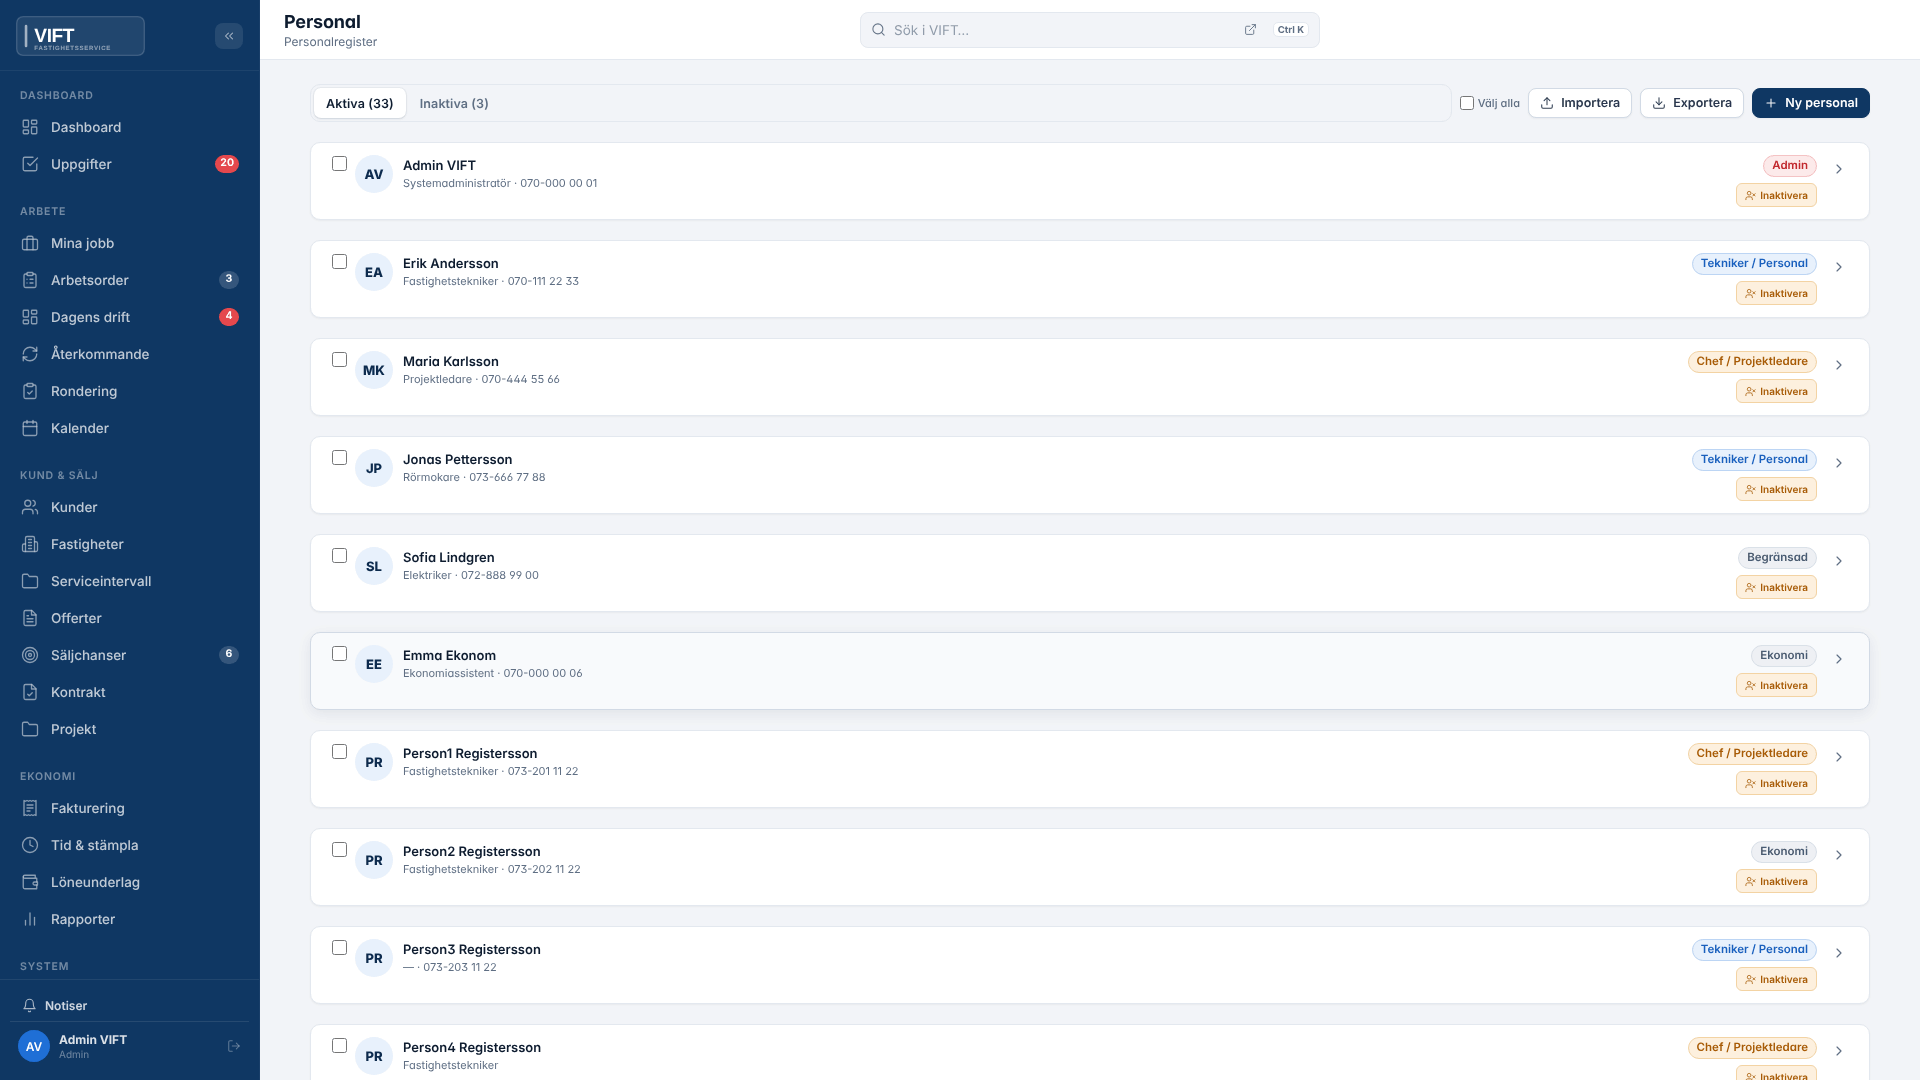 VIFT
FASTIGHETSSERVICE
DASHBOARD
Dashboard
Uppgifter 20
ARBETE
Mina jobb
Arbetsorder 3
Dagens drift 4
Återkommande
Rondering
Kalender
KUND & SÄLJ
Kunder
Fastigheter
Serviceintervall
Offerter
Säljchanser 6
Kontrakt
Projekt
EKONOMI
Fakturering
Tid & stämpla
Löneunderlag
Rapporter
SYSTEM
Notiser
AV Admin VIFT
Admin
Personal
Personalregister
Sök i VIFT... Ctrl K
Aktiva (33) Inaktiva (3) Välj alla Importera Exportera Ny personal
AV Admin VIFT Admin
Systemadministratör · 070-000 00 01
Inaktivera
EA Erik Andersson Tekniker / Personal
Fastighetstekniker · 070-111 22 33
Inaktivera
MK Maria Karlsson Chef / Projektledare
Projektledare · 070-444 55 66
Inaktivera
JP Jonas Pettersson Tekniker / Personal
Rörmokare · 073-666 77 88
Inaktivera
SL Sofia Lindgren Begränsad
Elektriker · 072-888 99 00
Inaktivera
EE Emma Ekonom Ekonomi
Ekonomiassistent · 070-000 00 06
Inaktivera
PR Person1 Registersson Chef / Projektledare
Fastighetstekniker · 073-201 11 22
Inaktivera
PR Person2 Registersson Ekonomi
Fastighetstekniker · 073-202 11 22
Inaktivera
PR Person3 Registersson Tekniker / Personal
— · 073-203 11 22
Inaktivera
PR Person4 Registersson Chef / Projektledare
Fastighetstekniker
Inaktivera